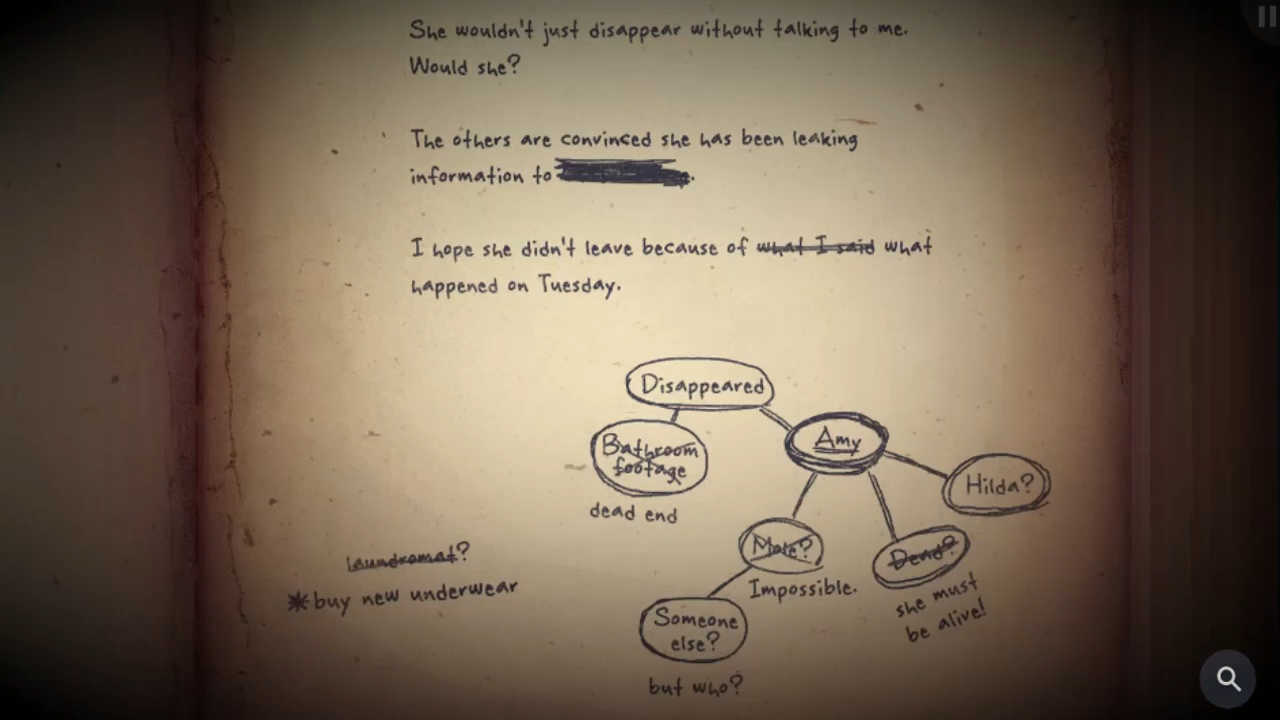 She wouldn't just disappear without talking to me.
Would she?
The others are convinced she has been leaking
information to
I hope she didn't leave because of what I said what
happened on Tuesday.
Disappeared
Amy
Bathroom
footage
dead end
Hilda?
Mole?
Impossible.
Dead?
she must
be alive!
Someone
else?
but who?
laundromat?
*buy new underwear